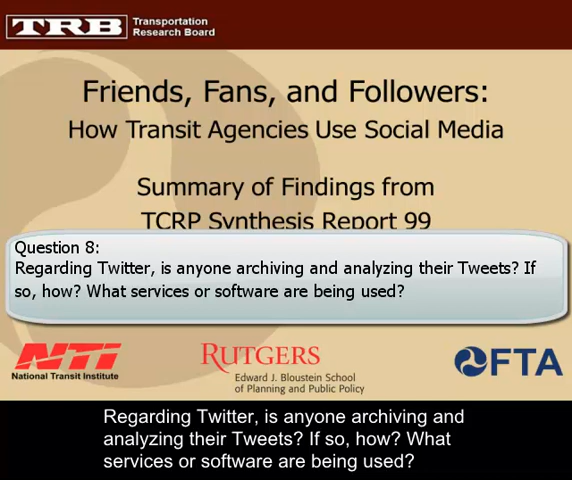 TRB Transportation
Research Board
Friends, Fans, and Followers:
How Transit Agencies Use Social Media
Summary of Findings from
TCRP Synthesis Report 99
Question 8:
Regarding Twitter, is anyone archiving and analyzing their Tweets? If
so, how? What services or software are being used?
NTI
National Transit Institute
RUTGERS
Edward J. Bloustein School
of Planning and Public Policy
FTA
Regarding Twitter, is anyone archiving and
analyzing their Tweets? If so, how? What
services or software are being used?